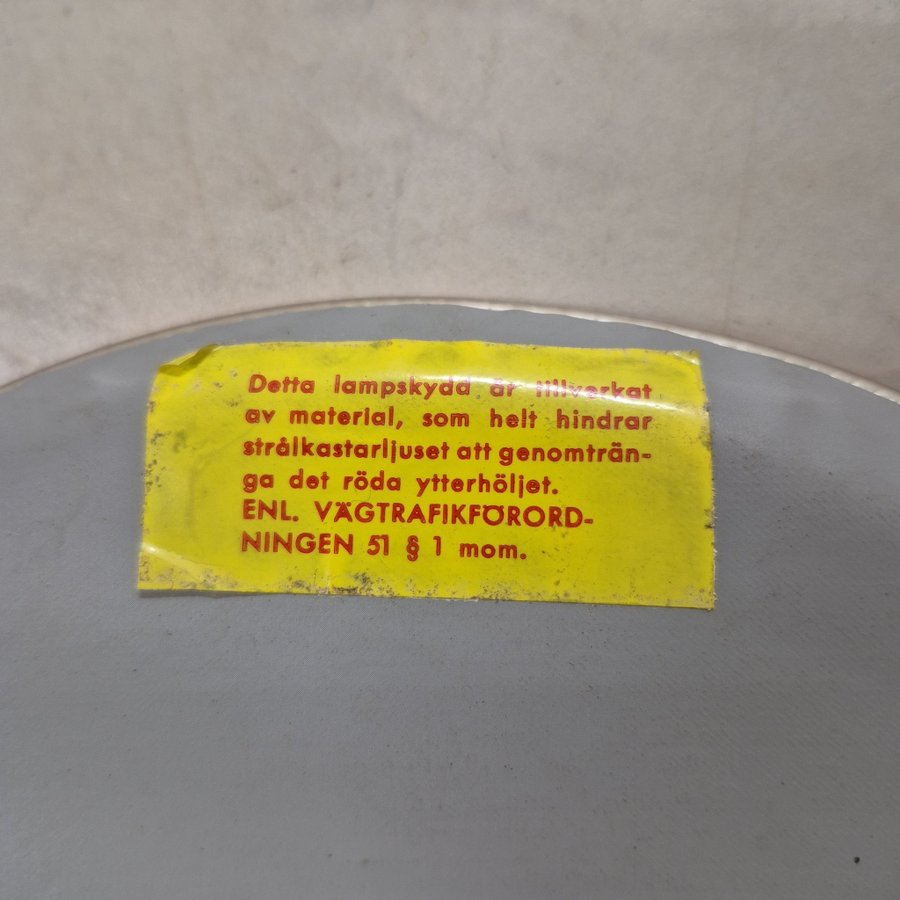 Detta lampskydd är tillverkat
av material, som helt hindrar
strålkastarljuset att genomträn-
ga det röda ytterhöljet.
ENL. VÄGTRAFIKFÖRORD-
NINGEN 51 § 1 mom.